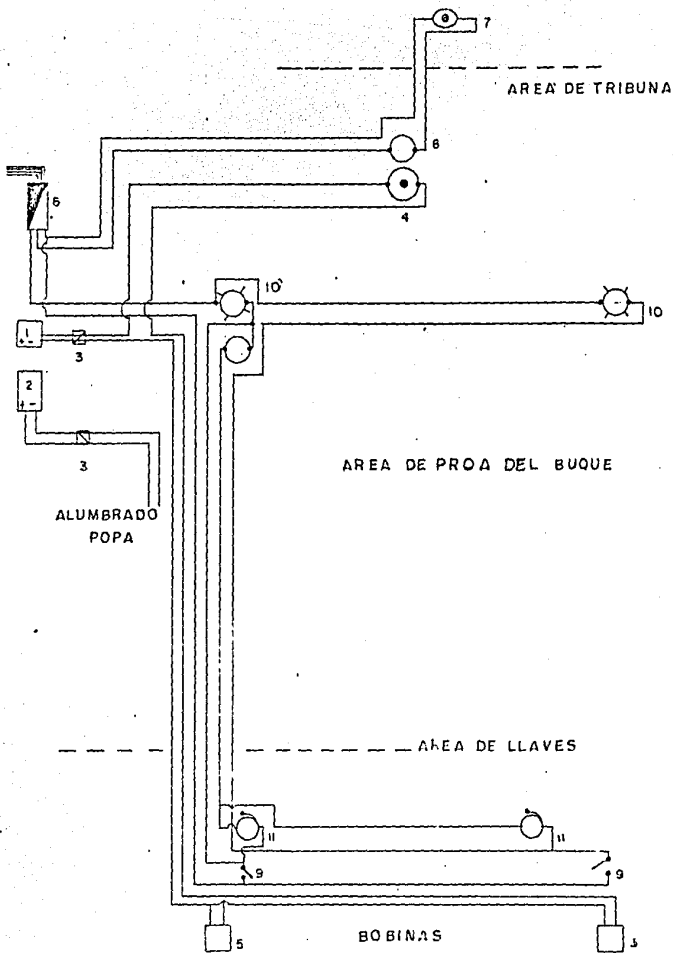 7
AREA DE TRIBUNA
8
6
4
10
10
1
+ -
3
2
+ -
3
AREA DE PROA DEL BUQUE
ALUMBRADO
POPA
AREA DE LLAVES
11
11
9
9
BOBINAS
5